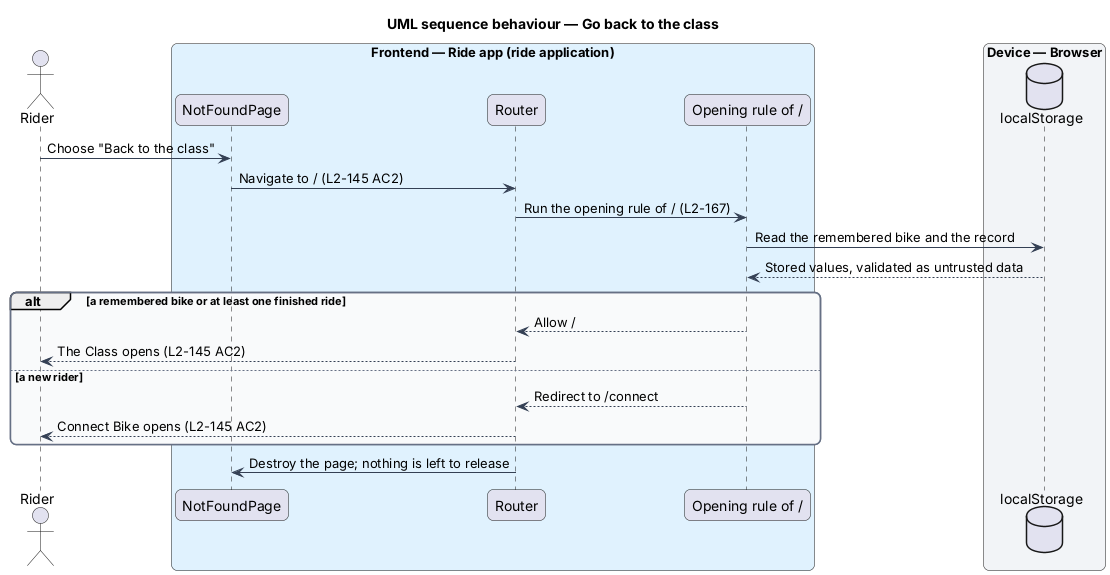 UML sequence behaviour — Go back to the class
Frontend — Ride app (ride application)
Device — Browser
Rider
NotFoundPage
Router
Opening rule of /
localStorage
Choose "Back to the class"
Navigate to / (L2-145 AC2)
Run the opening rule of / (L2-167)
Read the remembered bike and the record
Stored values, validated as untrusted data
alt
[a remembered bike or at least one finished ride]
Allow /
The Class opens (L2-145 AC2)
[a new rider]
Redirect to /connect
Connect Bike opens (L2-145 AC2)
Destroy the page; nothing is left to release
Rider
NotFoundPage
Router
Opening rule of /
localStorage